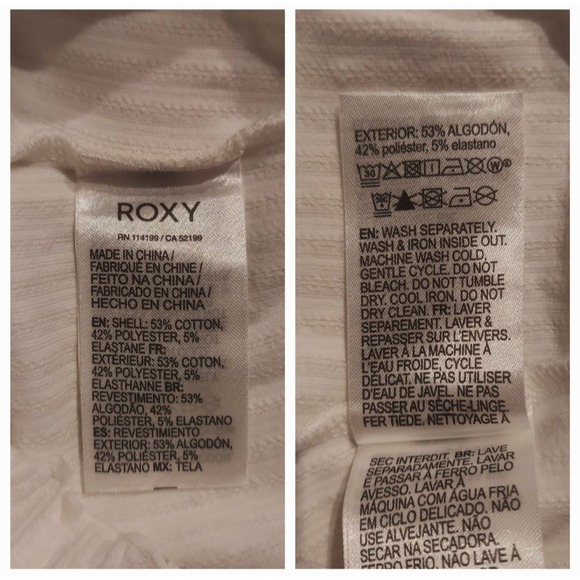 ROXY
RN 114199 / CA 52199
MADE IN CHINA /
FABRIQUÉ EN CHINE /
FEITO NA CHINA /
FABRICADO EN CHINA /
HECHO EN CHINA
EN: SHELL: 53% COTTON,
42% POLYESTER, 5%
ELASTANE FR:
EXTÉRIEUR: 53% COTON,
42% POLYESTER, 5%
ELASTHANNE BR:
REVESTIMENTO: 53%
ALGODÃO, 42%
POLIÉSTER, 5% ELASTANO
ES: REVESTIMIENTO
EXTERIOR: 53% ALGODÓN,
42% POLIÉSTER, 5%
ELASTANO MX: TELA
EXTERIOR: 53% ALGODÓN,
42% poliéster, 5% elastano
30 W®
EN: WASH SEPARATELY.
WASH & IRON INSIDE OUT.
MACHINE WASH COLD,
GENTLE CYCLE. DO NOT
BLEACH. DO NOT TUMBLE
DRY. COOL IRON. DO NOT
DRY CLEAN. FR: LAVER
SEPAREMENT. LAVER &
REPASSER SUR L'ENVERS.
LAVER À LA MACHINE À
L'EAU FROIDE, CYCLE
DÉLICAT. NE PAS UTILISER
D'EAU DE JAVEL. NE PAS
PASSER AU SÈCHE-LINGE.
FER TIÈDE. NETTOYAGE À
SEC INTERDIT. BR: LAVE
SEPARADAMENTE. LAVAR
E PASSAR À FERRO PELO
AVESSO. LAVAR À
MÁQUINA COM ÁGUA FRIA
EM CICLO DELICADO. NÃO
USE ALVEJANTE. NÃO
SECAR NA SECADORA.
FERRO FRIO. NÃO LAVE À